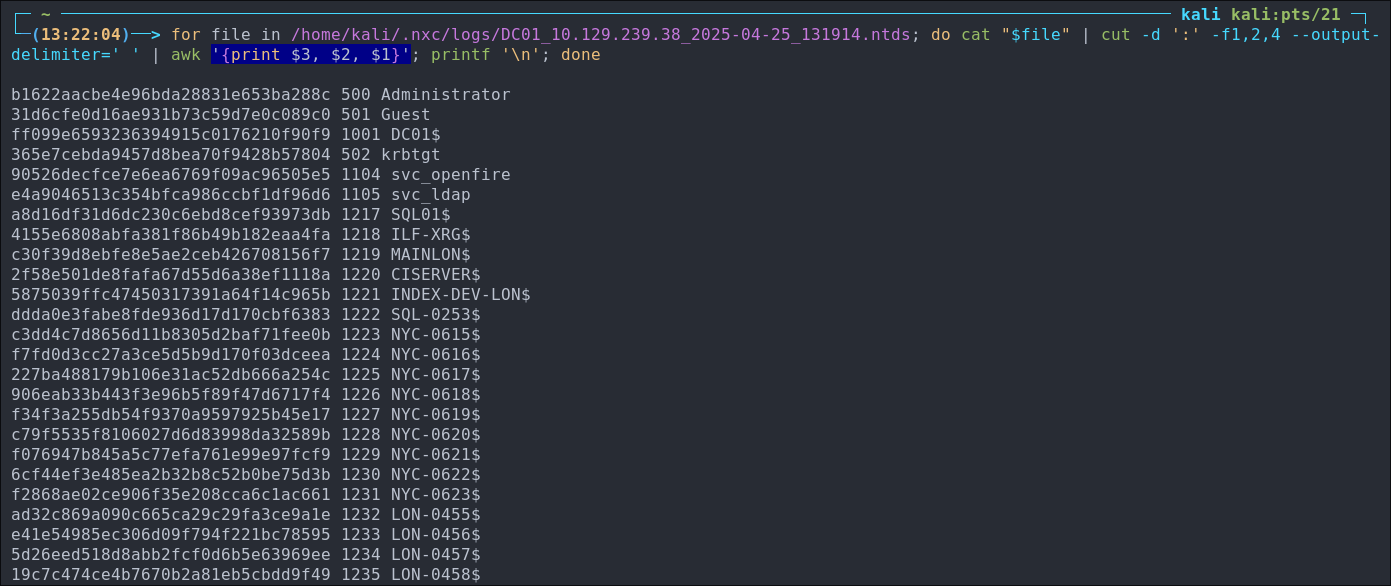 ~ kali kali:pts/21
(13:22:04)──> for file in /home/kali/.nxc/logs/DC01_10.129.239.38_2025-04-25_131914.ntds; do cat "$file" | cut -d ':' -f1,2,4 --output-
delimiter=' ' | awk '{print $3, $2, $1}'; printf '\n'; done
b1622aacbe4e96bda28831e653ba288c 500 Administrator
31d6cfe0d16ae931b73c59d7e0c089c0 501 Guest
ff099e6593236394915c0176210f90f9 1001 DC01$
365e7cebda9457d8bea70f9428b57804 502 krbtgt
90526decfce7e6ea6769f09ac96505e5 1104 svc_openfire
e4a9046513c354bfca986ccbf1df96d6 1105 svc_ldap
a8d16df31d6dc230c6ebd8cef93973db 1217 SQL01$
4155e6808abfa381f86b49b182eaa4fa 1218 ILF-XRG$
c30f39d8ebfe8e5ae2ceb426708156f7 1219 MAINLON$
2f58e501de8fafa67d55d6a38ef1118a 1220 CISERVER$
5875039ffc47450317391a64f14c965b 1221 INDEX-DEV-LON$
ddda0e3fabe8fde936d17d170cbf6383 1222 SQL-0253$
c3dd4c7d8656d11b8305d2baf71fee0b 1223 NYC-0615$
f7fd0d3cc27a3ce5d5b9d170f03dceea 1224 NYC-0616$
227ba488179b106e31ac52db666a254c 1225 NYC-0617$
906eab33b443f3e96b5f89f47d6717f4 1226 NYC-0618$
f34f3a255db54f9370a9597925b45e17 1227 NYC-0619$
c79f5535f8106027d6d83998da32589b 1228 NYC-0620$
f076947b845a5c77efa761e99e97fcf9 1229 NYC-0621$
6cf44ef3e485ea2b32b8c52b0be75d3b 1230 NYC-0622$
f2868ae02ce906f35e208cca6c1ac661 1231 NYC-0623$
ad32c869a090c665ca29c29fa3ce9a1e 1232 LON-0455$
e41e54985ec306d09f794f221bc78595 1233 LON-0456$
5d26eed518d8abb2fcf0d6b5e63969ee 1234 LON-0457$
19c7c474ce4b7670b2a81eb5cbdd9f49 1235 LON-0458$